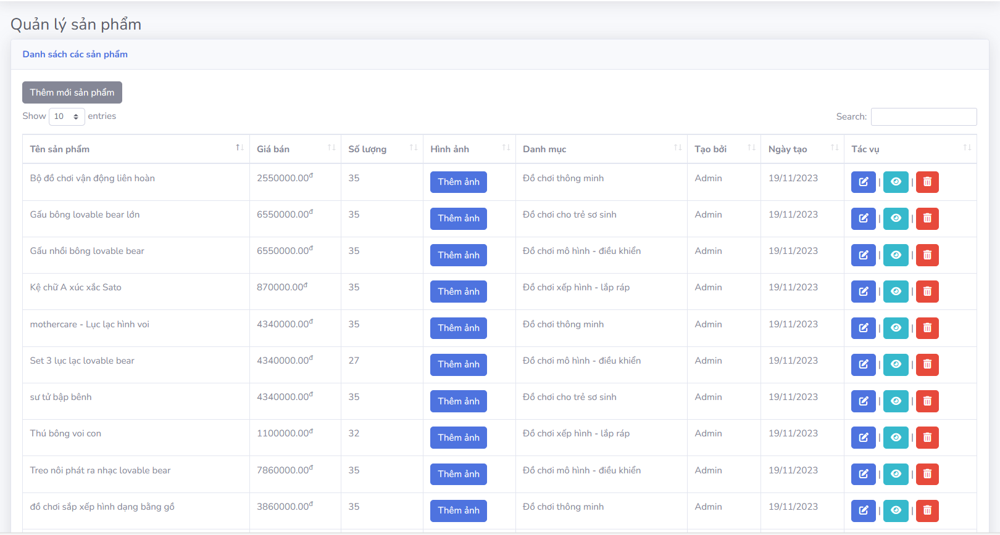 Quản lý sản phẩm
Danh sách các sản phẩm
Thêm mới sản phẩm
Show 10 entries
Search:
Tên sản phẩm Giá bán Số lượng Hình ảnh Danh mục Tạo bởi Ngày tạo Tác vụ
Bộ đồ chơi vận động liên hoàn 2550000.00đ 35 Thêm ảnh Đồ chơi thông minh Admin 19/11/2023 | |
Gấu bông lovable bear lớn 6550000.00đ 35 Thêm ảnh Đồ chơi cho trẻ sơ sinh Admin 19/11/2023 | |
Gấu nhồi bông lovable bear 6550000.00đ 35 Thêm ảnh Đồ chơi mô hình - điều khiển Admin 19/11/2023 | |
Kệ chữ A xúc xắc Sato 870000.00đ 35 Thêm ảnh Đồ chơi xếp hình - lắp ráp Admin 19/11/2023 | |
mothercare - Lục lạc hình voi 4340000.00đ 35 Thêm ảnh Đồ chơi thông minh Admin 19/11/2023 | |
Set 3 lục lạc lovable bear 4340000.00đ 27 Thêm ảnh Đồ chơi mô hình - điều khiển Admin 19/11/2023 | |
sư tử bập bênh 4340000.00đ 35 Thêm ảnh Đồ chơi cho trẻ sơ sinh Admin 19/11/2023 | |
Thú bông voi con 1100000.00đ 32 Thêm ảnh Đồ chơi xếp hình - lắp ráp Admin 19/11/2023 | |
Treo nôi phát ra nhạc lovable bear 7860000.00đ 35 Thêm ảnh Đồ chơi mô hình - điều khiển Admin 19/11/2023 | |
đồ chơi sắp xếp hình dạng bằng gỗ 3860000.00đ 35 Thêm ảnh Đồ chơi thông minh Admin 19/11/2023 | |